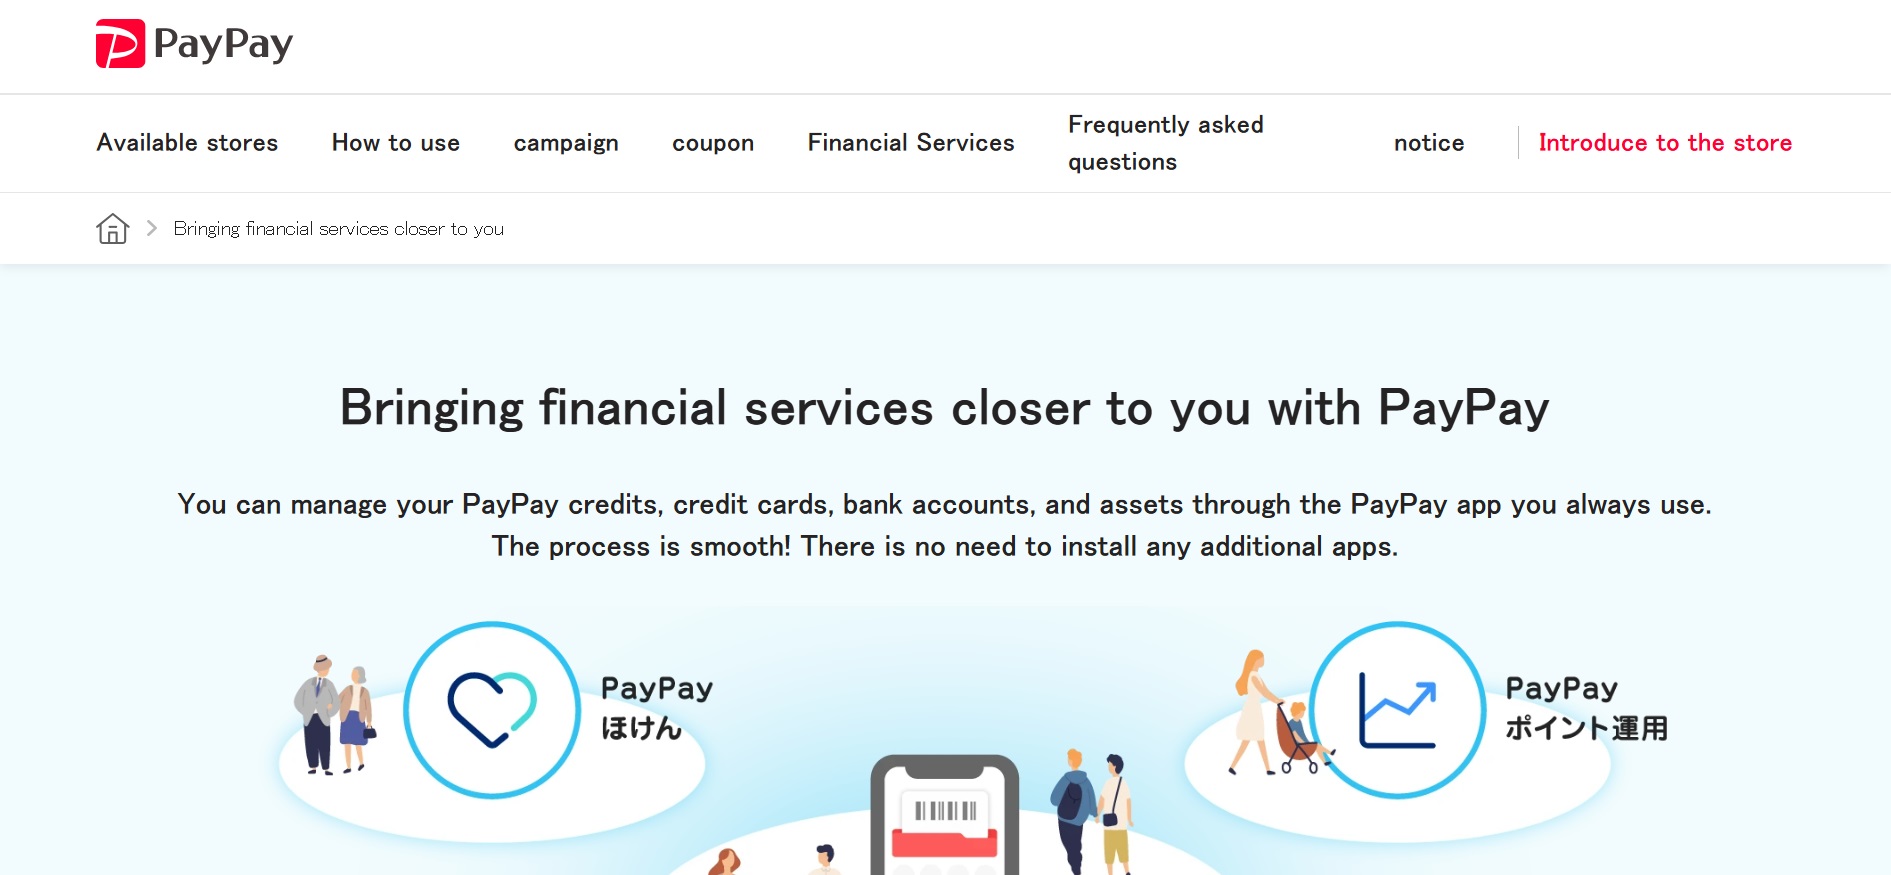 PayPay
Available stores
How to use
campaign
coupon
Financial Services
Frequently asked
questions
notice
Introduce to the store
Bringing financial services closer to you
Bringing financial services closer to you with PayPay
You can manage your PayPay credits, credit cards, bank accounts, and assets through the PayPay app you always use.
The process is smooth! There is no need to install any additional apps.
PayPay
ほけん
PayPay
ポイント運用